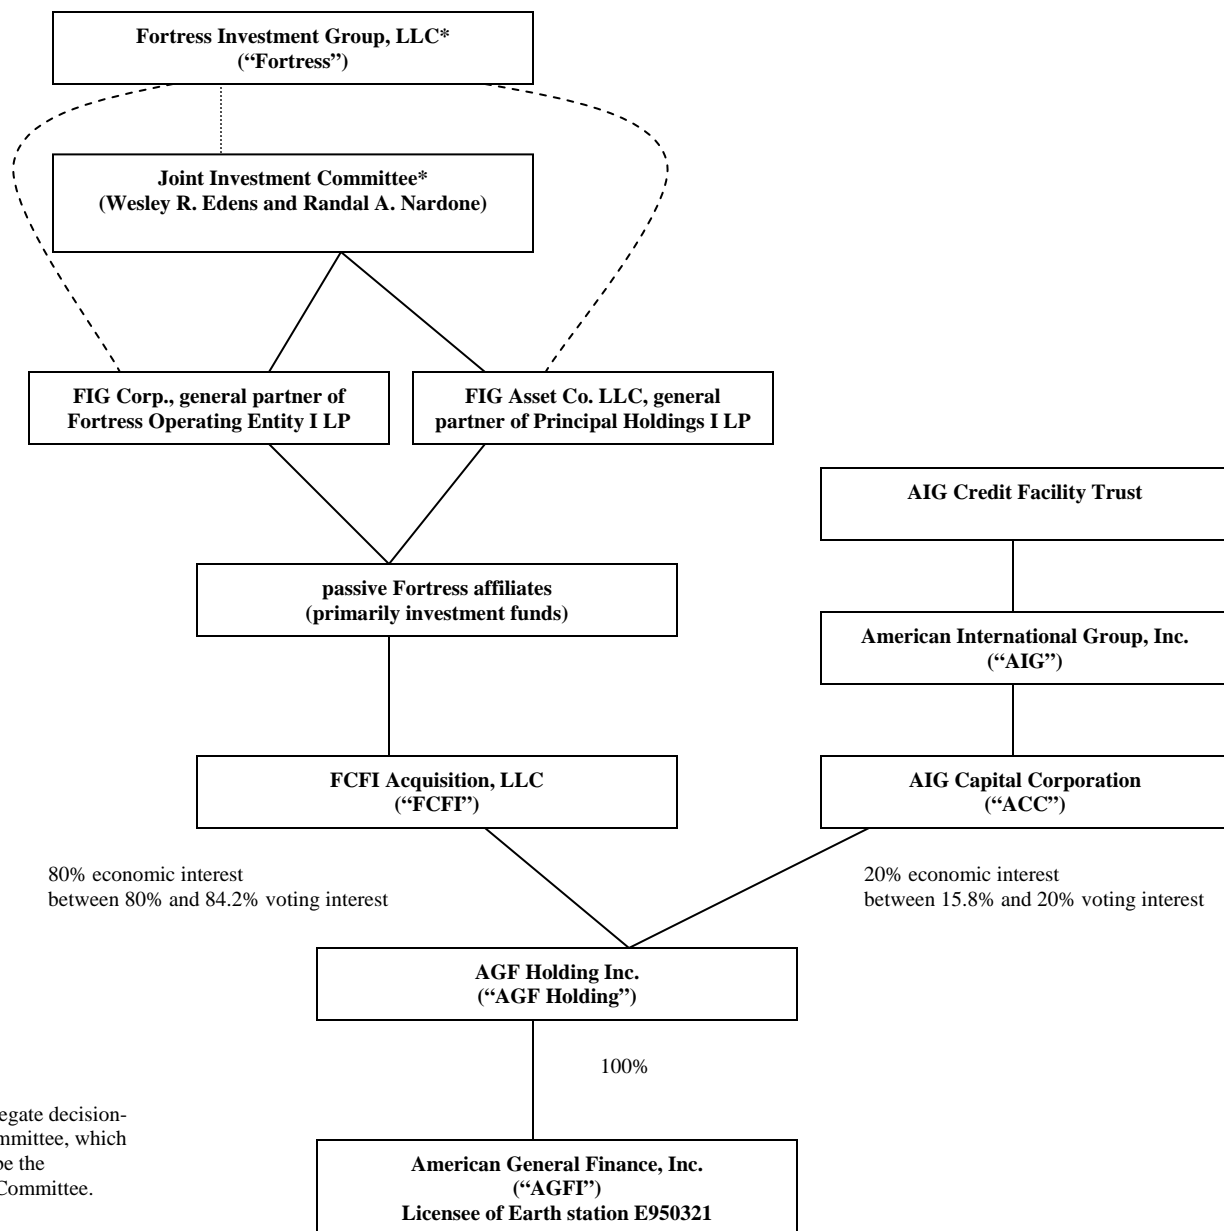 Fortress Investment Group, LLC*
(“Fortress”)
Joint Investment Committee*
(Wesley R. Edens and Randal A. Nardone)
FIG Corp., general partner of
Fortress Operating Entity I LP
FIG Asset Co. LLC, general
partner of Principal Holdings I LP
AIG Credit Facility Trust
passive Fortress affiliates
(primarily investment funds)
American International Group, Inc.
(“AIG”)
FCFI Acquisition, LLC
(“FCFI”)
AIG Capital Corporation
(“ACC”)
80% economic interest
between 80% and 84.2% voting interest
20% economic interest
between 15.8% and 20% voting interest
AGF Holding Inc.
(“AGF Holding”)
100%
egate decision-
mmittee, which
be the
Committee.
American General Finance, Inc.
(“AGFI”)
Licensee of Earth station E950321